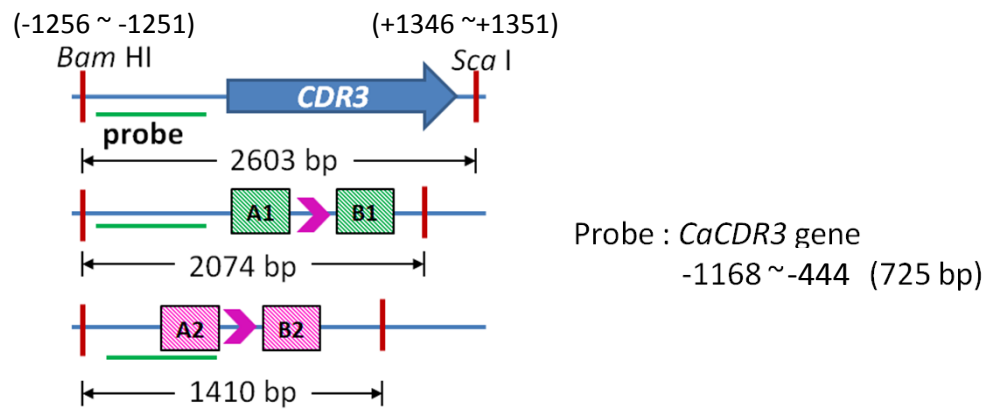 (-1256 ~ -1251)
(+1346 ~+1351)
Bam HI
Sca I
CDR3
probe
2603 bp
A1
B1
2074 bp
Probe : CaCDR3 gene
-1168 ~ -444 (725 bp)
A2
B2
1410 bp